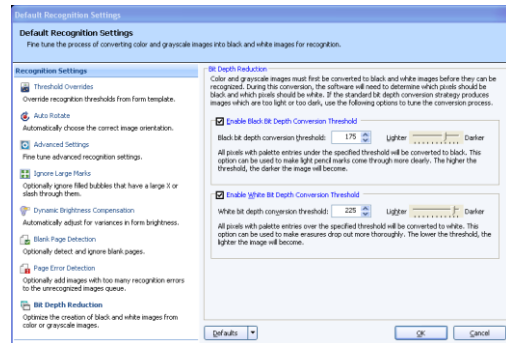 Default Recognition Settings
Default Recognition Settings
Fine tune the process of converting color and grayscale images into black and white images for recognition.
Recognition Settings
Threshold Overrides
Override recognition thresholds from form template.
Auto Rotate
Automatically choose the correct image orientation.
Advanced Settings
Fine tune advanced recognition settings.
Ignore Large Marks
Optionally ignore filled bubbles that have a large X or
slash through them.
Dynamic Brightness Compensation
Automatically adjust for variances in form brightness.
Blank Page Detection
Optionally detect and ignore blank pages.
Page Error Detection
Optionally add images with too many recognition errors
to the unrecognized images queue.
Bit Depth Reduction
Optimize the creation of black and white images from
color or grayscale images.
Bit Depth Reduction
Color and grayscale images must first be converted to black and white images before they can be
recognized. During this conversion, the software will need to determine which pixels should be
black and which pixels should be white. If the standard bit depth conversion strategy produces
images which are too light or too dark, use the following options to tune the conversion process.
Enable Black Bit Depth Conversion Threshold
Black bit depth conversion threshold: 175 Lighter Darker
All pixels with palette entries under the specified threshold will be converted to black. This
option can be used to make light pencil marks come through more clearly. The higher the
threshold, the darker the image will become.
Enable White Bit Depth Conversion Threshold
White bit depth conversion threshold: 225 Lighter Darker
All pixels with palette entries over the specified threshold will be converted to white. This
option can be used to make erasures drop out more thoroughly. The lower the threshold, the
lighter the image will become.
Defaults OK Cancel